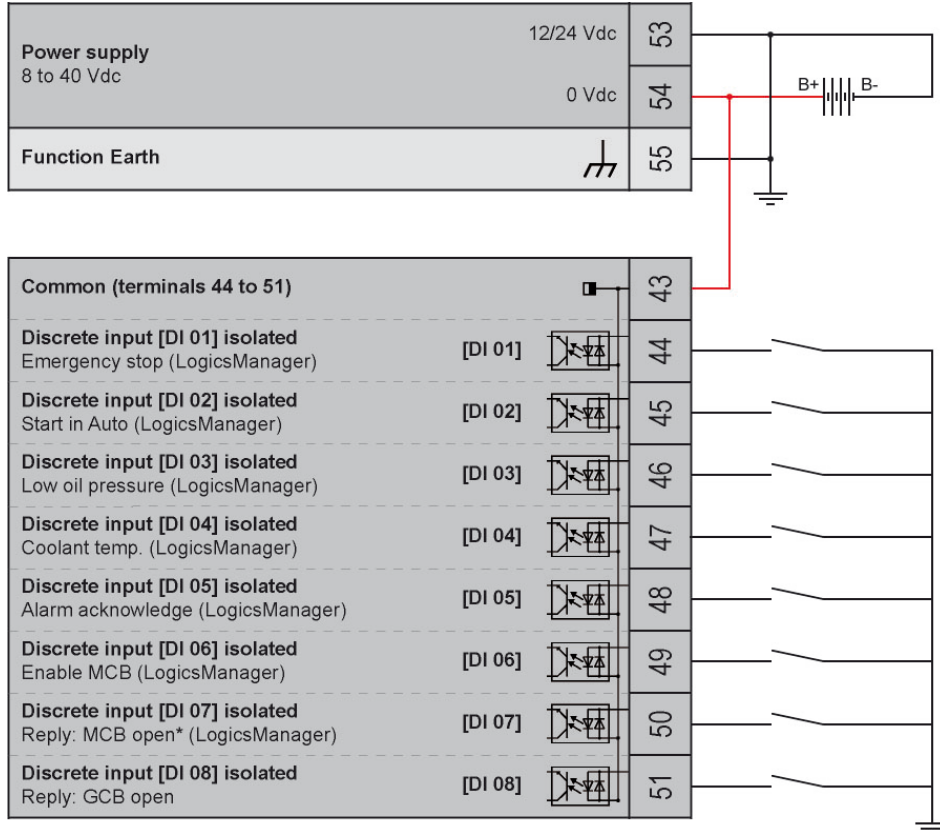 Power supply
8 to 40 Vdc
12/24 Vdc
53
0 Vdc
54
B+
B-
Function Earth
55
Common (terminals 44 to 51)
43
Discrete input [DI 01] isolated
Emergency stop (LogicsManager)
[DI 01]
44
Discrete input [DI 02] isolated
Start in Auto (LogicsManager)
[DI 02]
45
Discrete input [DI 03] isolated
Low oil pressure (LogicsManager)
[DI 03]
46
Discrete input [DI 04] isolated
Coolant temp. (LogicsManager)
[DI 04]
47
Discrete input [DI 05] isolated
Alarm acknowledge (LogicsManager)
[DI 05]
48
Discrete input [DI 06] isolated
Enable MCB (LogicsManager)
[DI 06]
49
Discrete input [DI 07] isolated
Reply: MCB open* (LogicsManager)
[DI 07]
50
Discrete input [DI 08] isolated
Reply: GCB open
[DI 08]
51